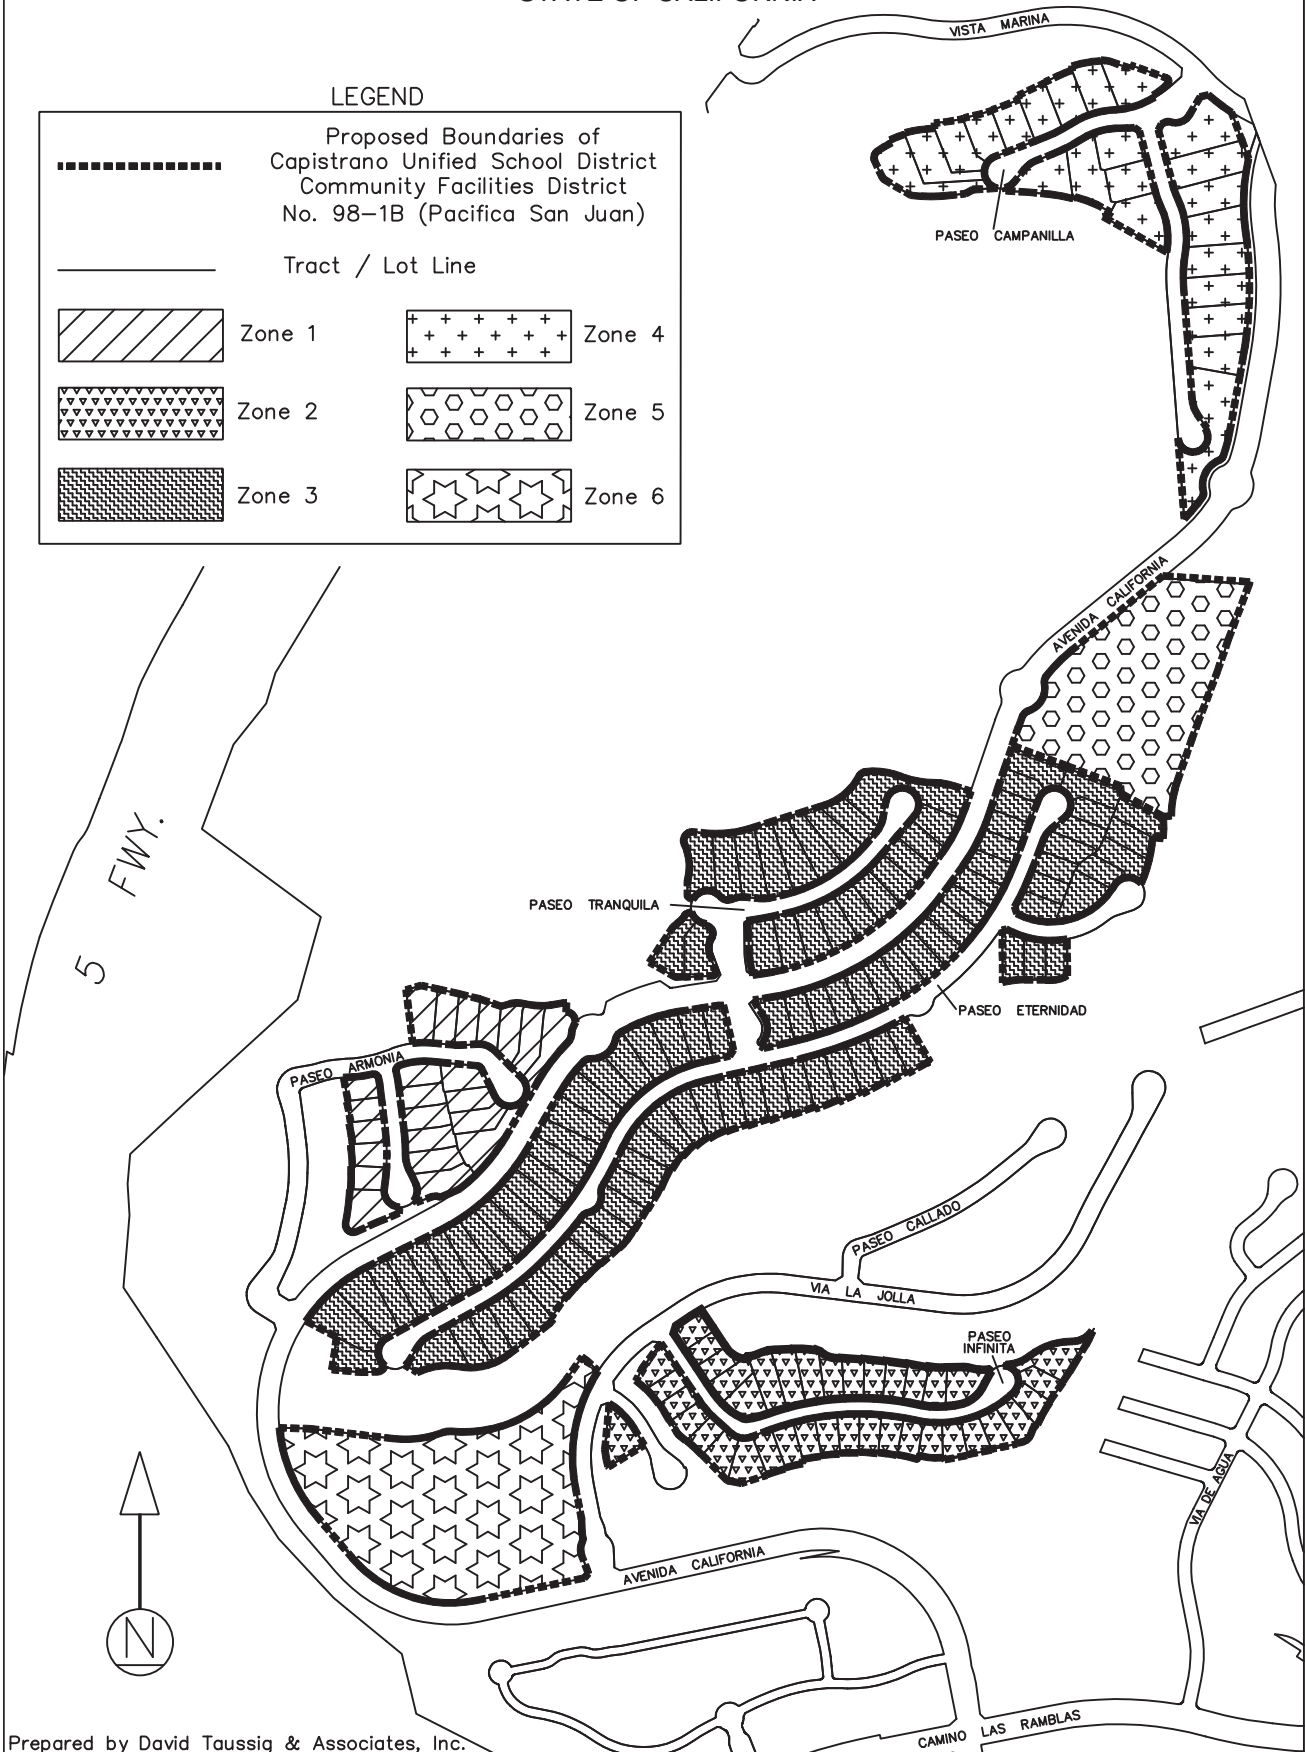 STATE OF CALIFORNIA
VISTA MARINA
LEGEND
Proposed Boundaries of
Capistrano Unified School District
Community Facilities District
No. 98-1B (Pacifica San Juan)
Tract / Lot Line
Zone 1
Zone 4
Zone 2
Zone 5
Zone 3
Zone 6
PASEO CAMPANILLA
AVENIDA CALIFORNIA
5 FWY.
PASEO TRANQUILA
PASEO ETERNIDAD
PASEO ARMONIA
PASEO CALLADO
VIA LA JOLLA
PASEO
INFINITA
VIA DE AGUA
AVENIDA CALIFORNIA
N
CAMINO LAS RAMBLAS
Prepared by David Taussig & Associates, Inc.